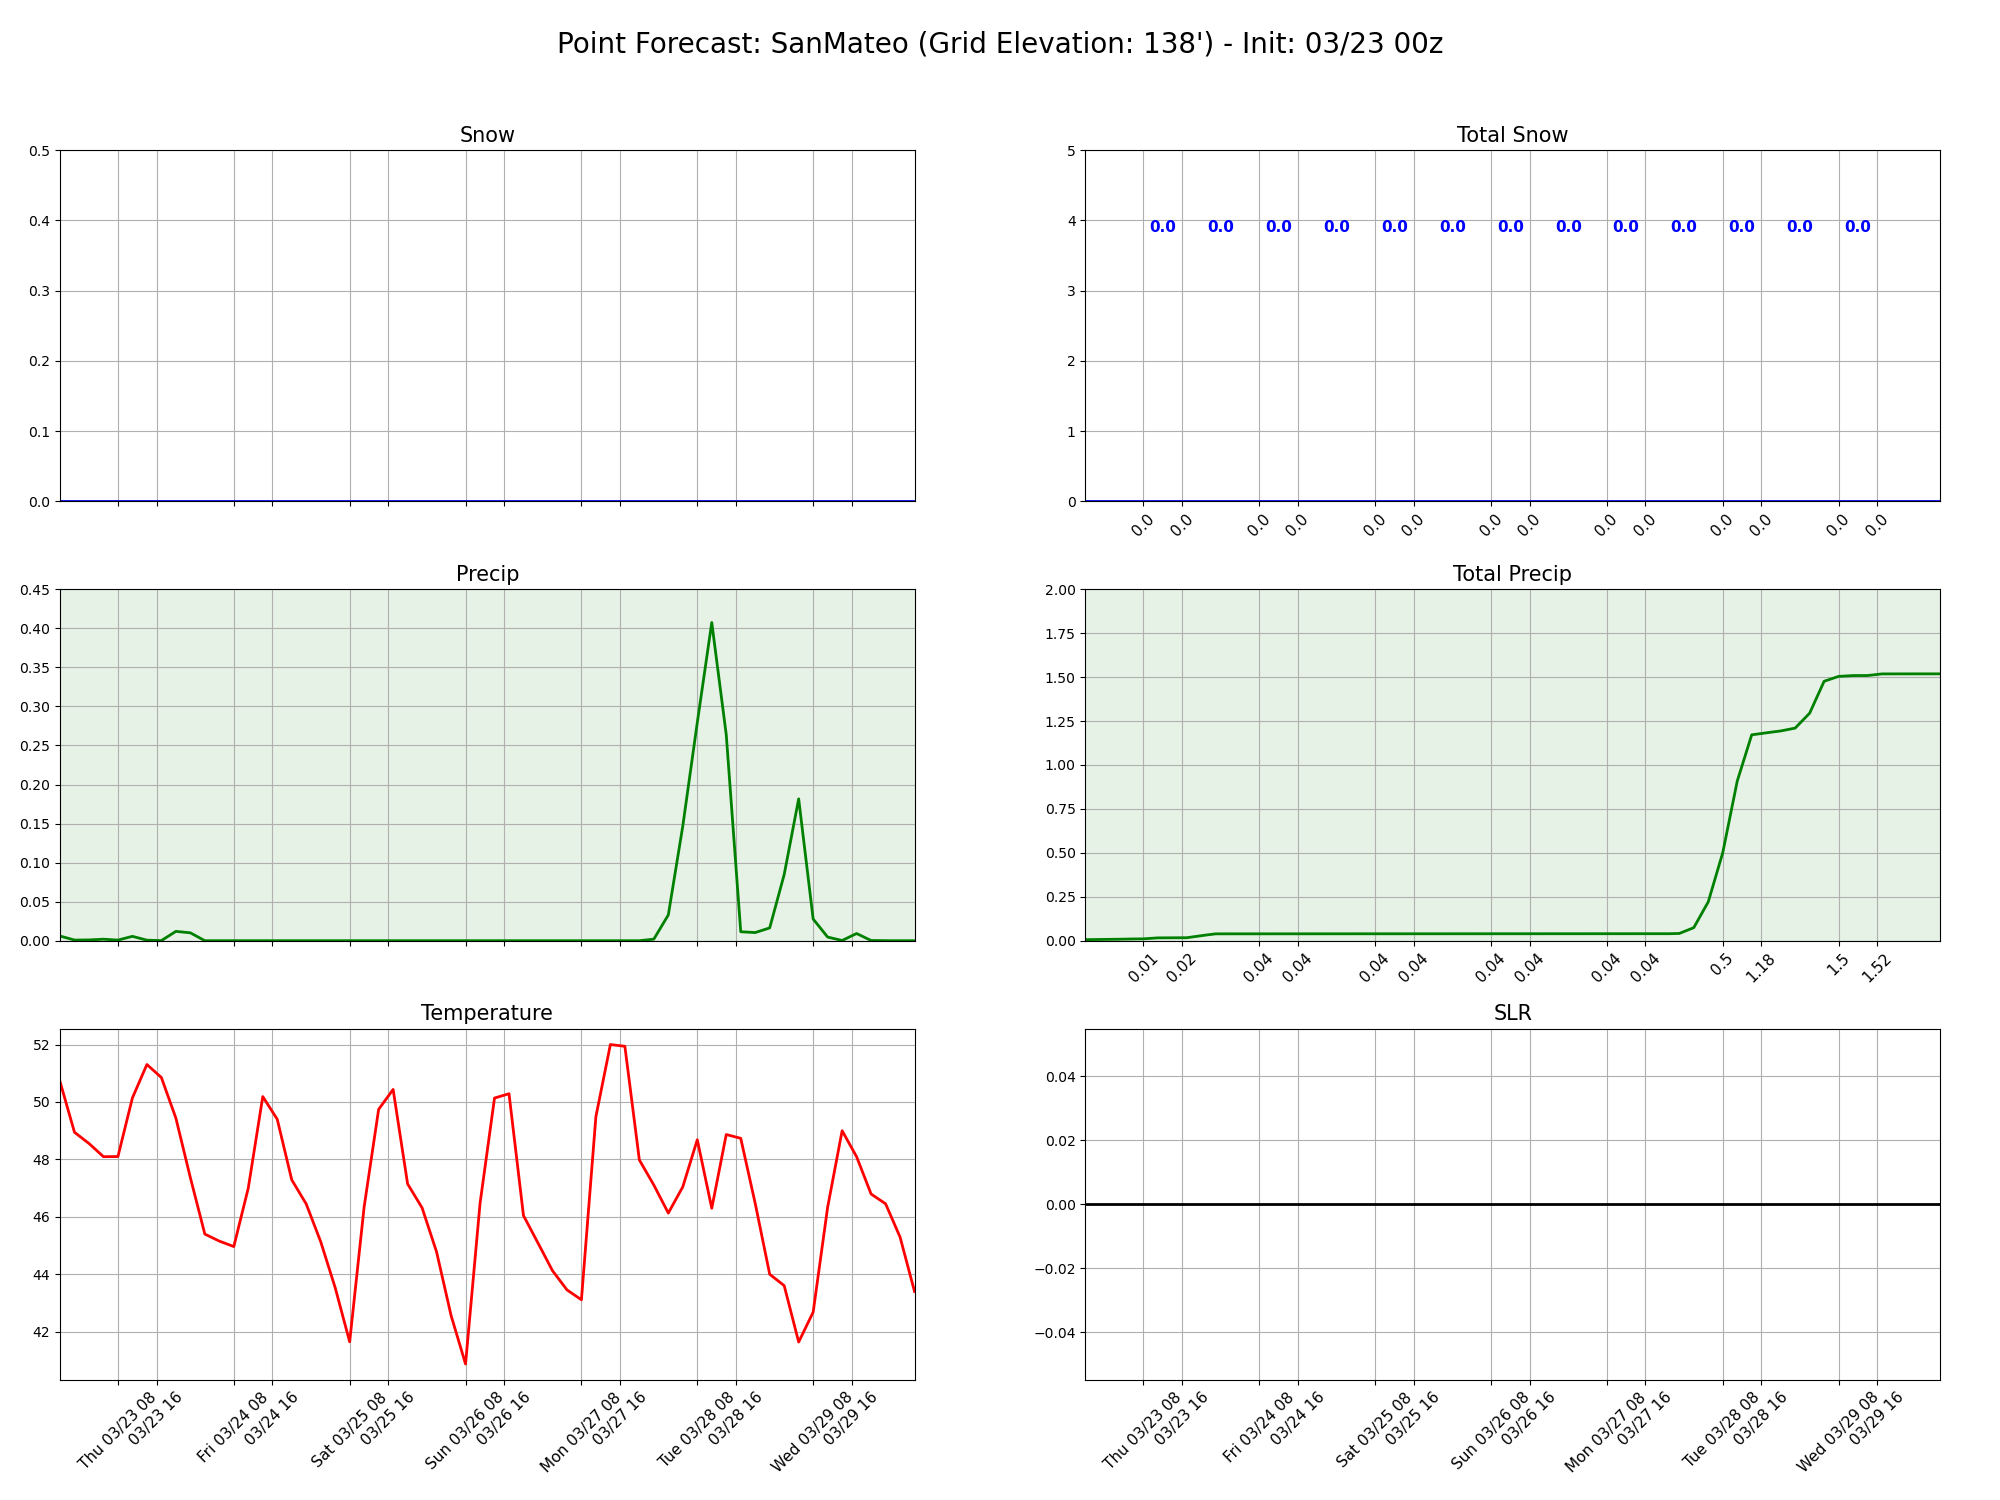 Point Forecast: SanMateo (Grid Elevation: 138') - Init: 03/23 00z
Snow
0.5
0.4
0.3
0.2
0.1
0.0
Total Snow
5
4
3
2
1
0
0.0 0.0 0.0 0.0 0.0 0.0 0.0 0.0 0.0 0.0 0.0 0.0 0.0
0.0 0.0 0.0 0.0 0.0 0.0 0.0 0.0 0.0 0.0 0.0 0.0 0.0 0.0
Precip
0.45
0.40
0.35
0.30
0.25
0.20
0.15
0.10
0.05
0.00
Total Precip
2.00
1.75
1.50
1.25
1.00
0.75
0.50
0.25
0.00
0.01 0.02 0.04 0.04 0.04 0.04 0.04 0.04 0.04 0.04 0.5 1.18 1.5 1.52
Temperature
52
50
48
46
44
42
Thu 03/23 08
03/23 16
Fri 03/24 08
03/24 16
Sat 03/25 08
03/25 16
Sun 03/26 08
03/26 16
Mon 03/27 08
03/27 16
Tue 03/28 08
03/28 16
Wed 03/29 08
03/29 16
SLR
0.04
0.02
0.00
−0.02
−0.04
Thu 03/23 08
03/23 16
Fri 03/24 08
03/24 16
Sat 03/25 08
03/25 16
Sun 03/26 08
03/26 16
Mon 03/27 08
03/27 16
Tue 03/28 08
03/28 16
Wed 03/29 08
03/29 16